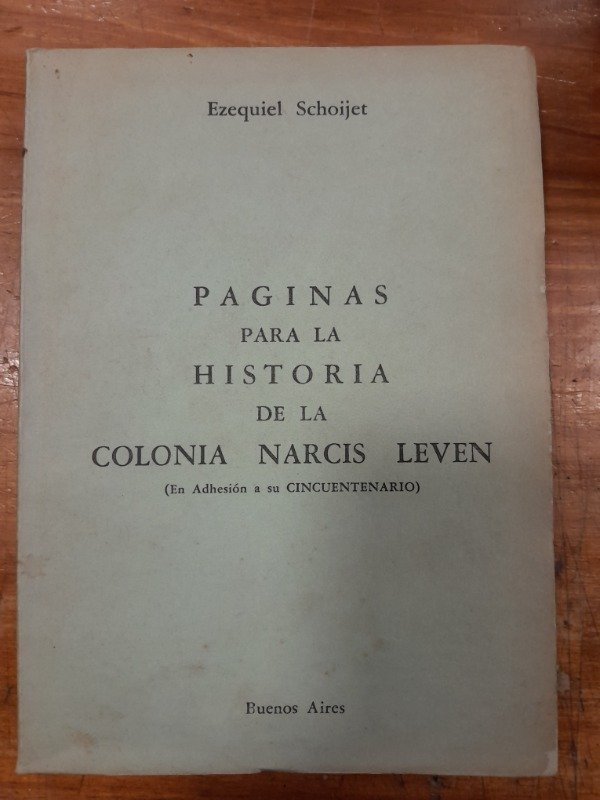 Ezequiel Schoijet
PAGINAS
PARA LA
HISTORIA
DE LA
COLONIA NARCIS LEVEN
(En Adhesión a su CINCUENTENARIO)
Buenos Aires